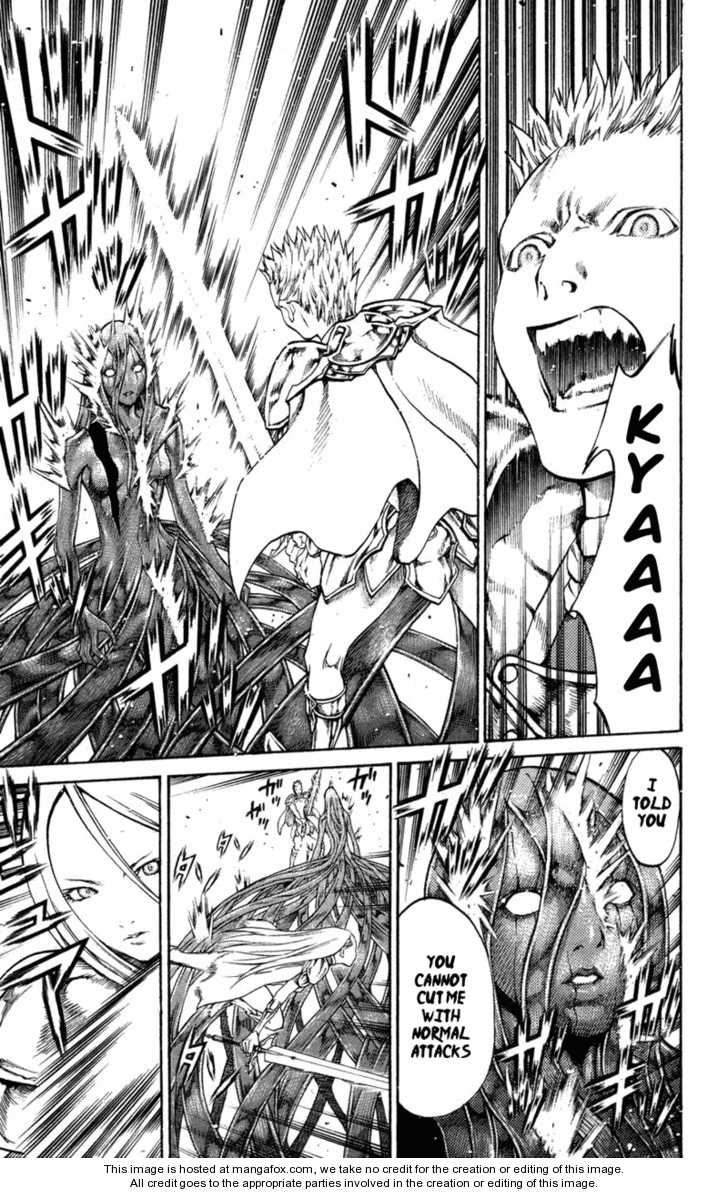 K
Y
A
A
A
A
A
I
TOLD
YOU
YOU
CANNOT
CUT ME
WITH
NORMAL
ATTACKS
This image is hosted at mangafox.com, we take no credit for the creation or editing of this image.
All credit goes to the appropriate parties involved in the creation or editing of this image.